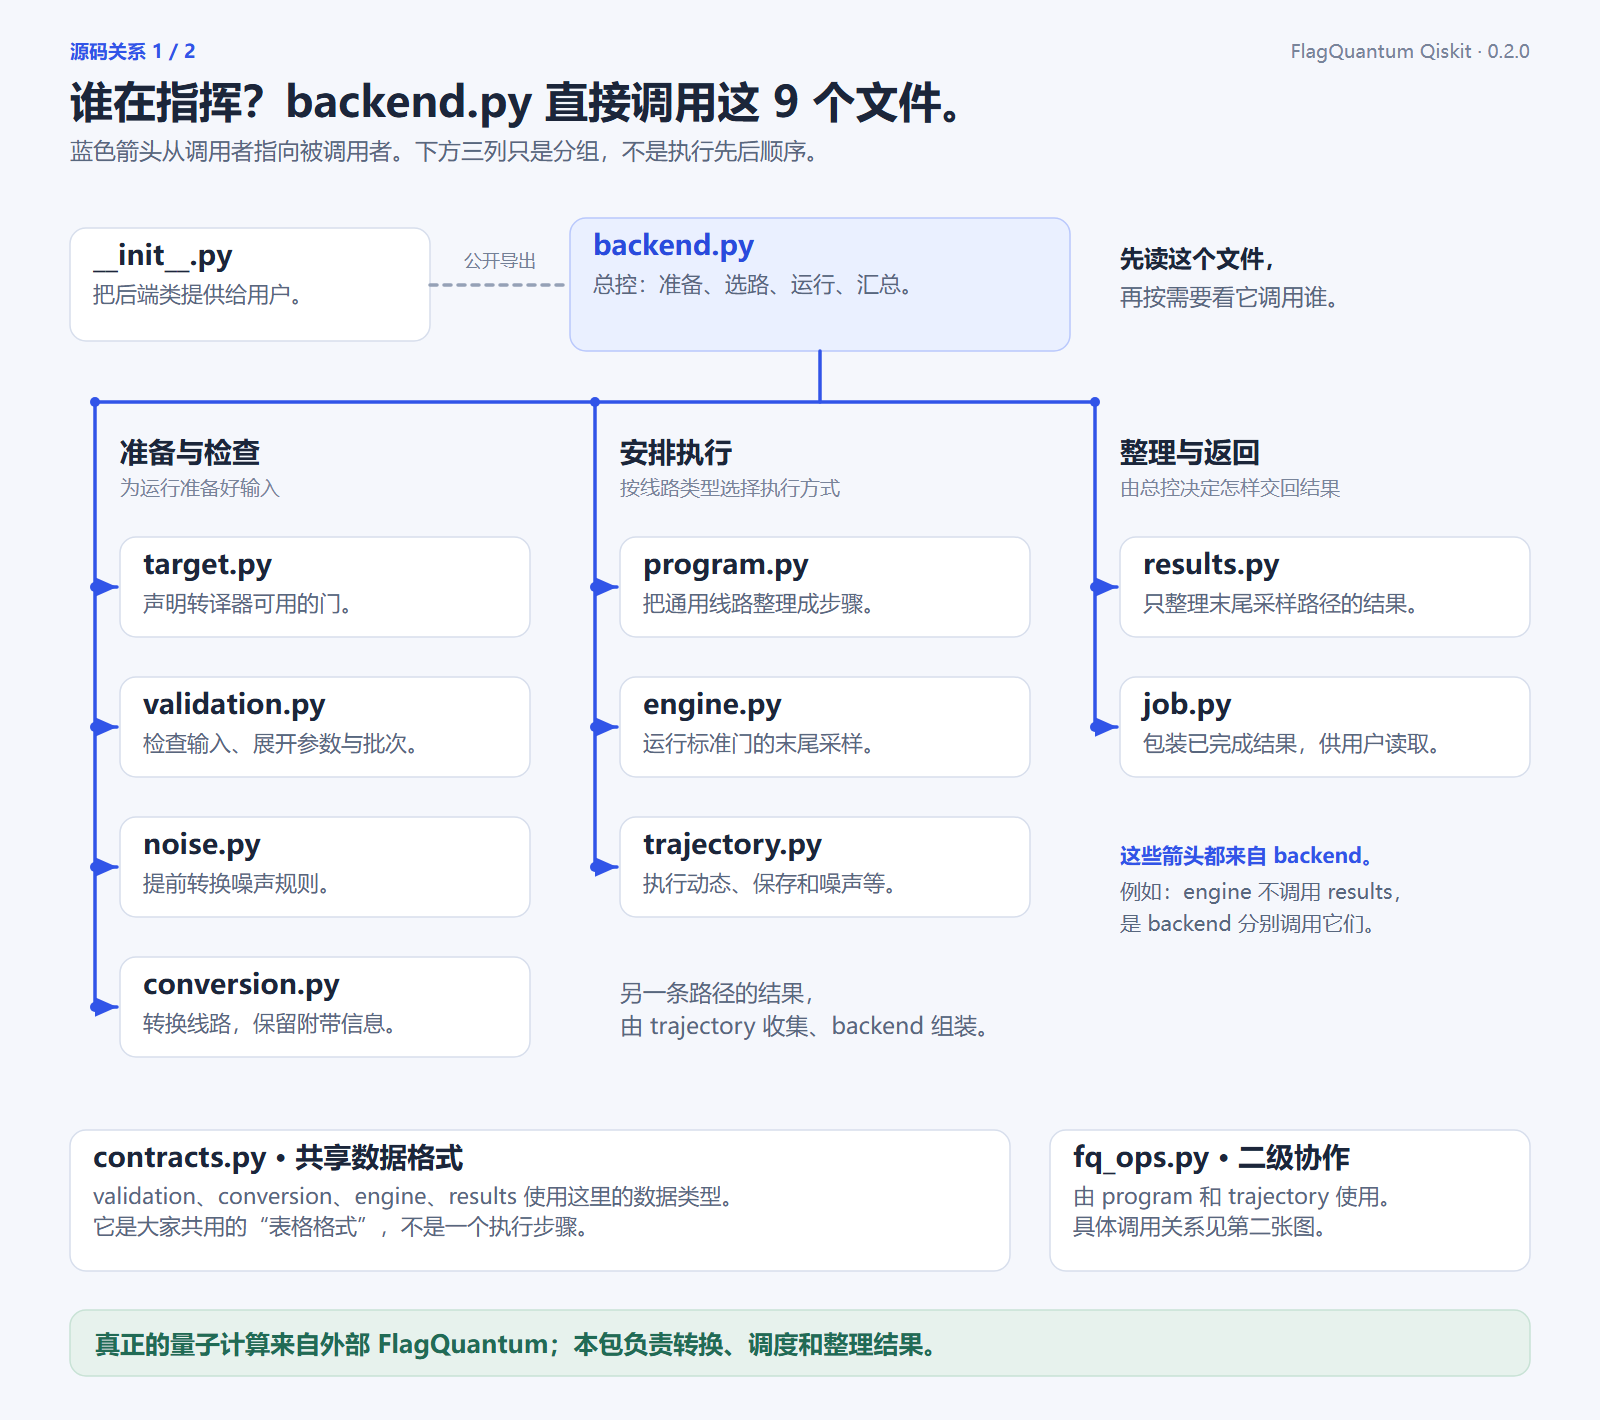 源码关系 1 / 2
FlagQuantum Qiskit · 0.2.0
谁在指挥？backend.py 直接调用这 9 个文件。
蓝色箭头从调用者指向被调用者。下方三列只是分组，不是执行先后顺序。
__init__.py
把后端类提供给用户。
公开导出
backend.py
总控：准备、选路、运行、汇总。
先读这个文件，
再按需要看它调用谁。
准备与检查
为运行准备好输入
target.py
声明转译器可用的门。
validation.py
检查输入、展开参数与批次。
noise.py
提前转换噪声规则。
conversion.py
转换线路，保留附带信息。
安排执行
按线路类型选择执行方式
program.py
把通用线路整理成步骤。
engine.py
运行标准门的末尾采样。
trajectory.py
执行动态、保存和噪声等。
另一条路径的结果，
由 trajectory 收集、backend 组装。
整理与返回
由总控决定怎样交回结果
results.py
只整理末尾采样路径的结果。
job.py
包装已完成结果，供用户读取。
这些箭头都来自 backend。
例如：engine 不调用 results，
是 backend 分别调用它们。
contracts.py · 共享数据格式
validation、conversion、engine、results 使用这里的数据类型。
它是大家共用的“表格格式”，不是一个执行步骤。
fq_ops.py · 二级协作
由 program 和 trajectory 使用。
具体调用关系见第二张图。
真正的量子计算来自外部 FlagQuantum；本包负责转换、调度和整理结果。